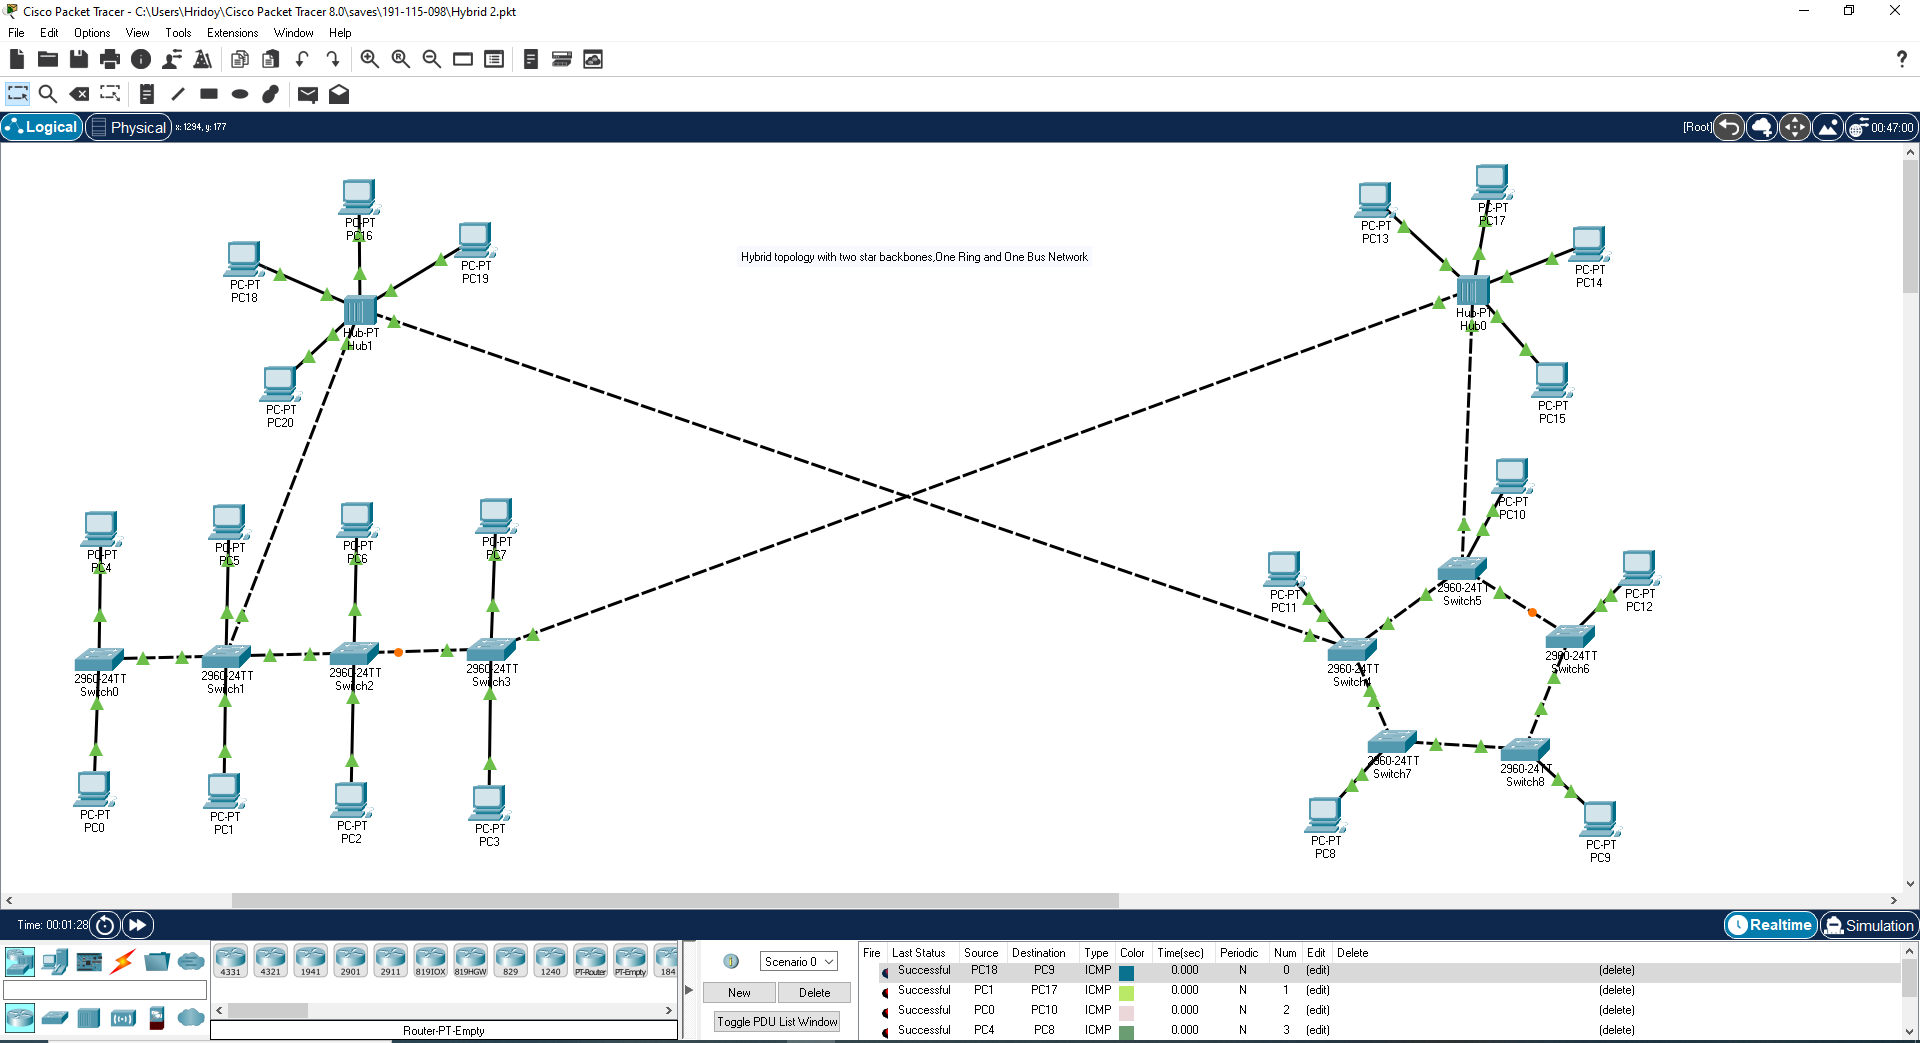 Cisco Packet Tracer - C:\Users\Hridoy\Cisco Packet Tracer 8.0\saves\191-115-098\Hybrid 2.pkt
File Edit Options View Tools Extensions Window Help
?
Logical Physical x: 1294, y: 177 [Root] 00:47:00
PC-PT
PC16
PC-PT
PC19
PC-PT
PC18
Hub-PT
Hub1
PC-PT
PC20
Hybrid topology with two star backbones,One Ring and One Bus Network
PC-PT
PC17
PC-PT
PC13
PC-PT
PC14
Hub-PT
Hub0
PC-PT
PC15
PC-PT
PC4
PC-PT
PC5
PC-PT
PC6
PC-PT
PC7
2960-24TT
Switch0
2960-24TT
Switch1
2960-24TT
Switch2
2960-24TT
Switch3
PC-PT
PC0
PC-PT
PC1
PC-PT
PC2
PC-PT
PC3
PC-PT
PC10
2960-24TT
Switch5
PC-PT
PC11
PC-PT
PC12
2960-24TT
Switch4
2960-24TT
Switch6
2960-24TT
Switch7
2960-24TT
Switch8
PC-PT
PC8
PC-PT
PC9
Time: 00:01:28 Realtime Simulation
4331 4321 1941 2901 2911 819IOX 819HGW 829 1240 PT-Router PT-Empty 184
Router-PT-Empty
Scenario 0
New Delete
Toggle PDU List Window
Fire Last Status Source Destination Type Color Time(sec) Periodic Num Edit Delete
Successful PC18 PC9 ICMP 0.000 N 0 (edit) (delete)
Successful PC1 PC17 ICMP 0.000 N 1 (edit) (delete)
Successful PC0 PC10 ICMP 0.000 N 2 (edit) (delete)
Successful PC4 PC8 ICMP 0.000 N 3 (edit) (delete)